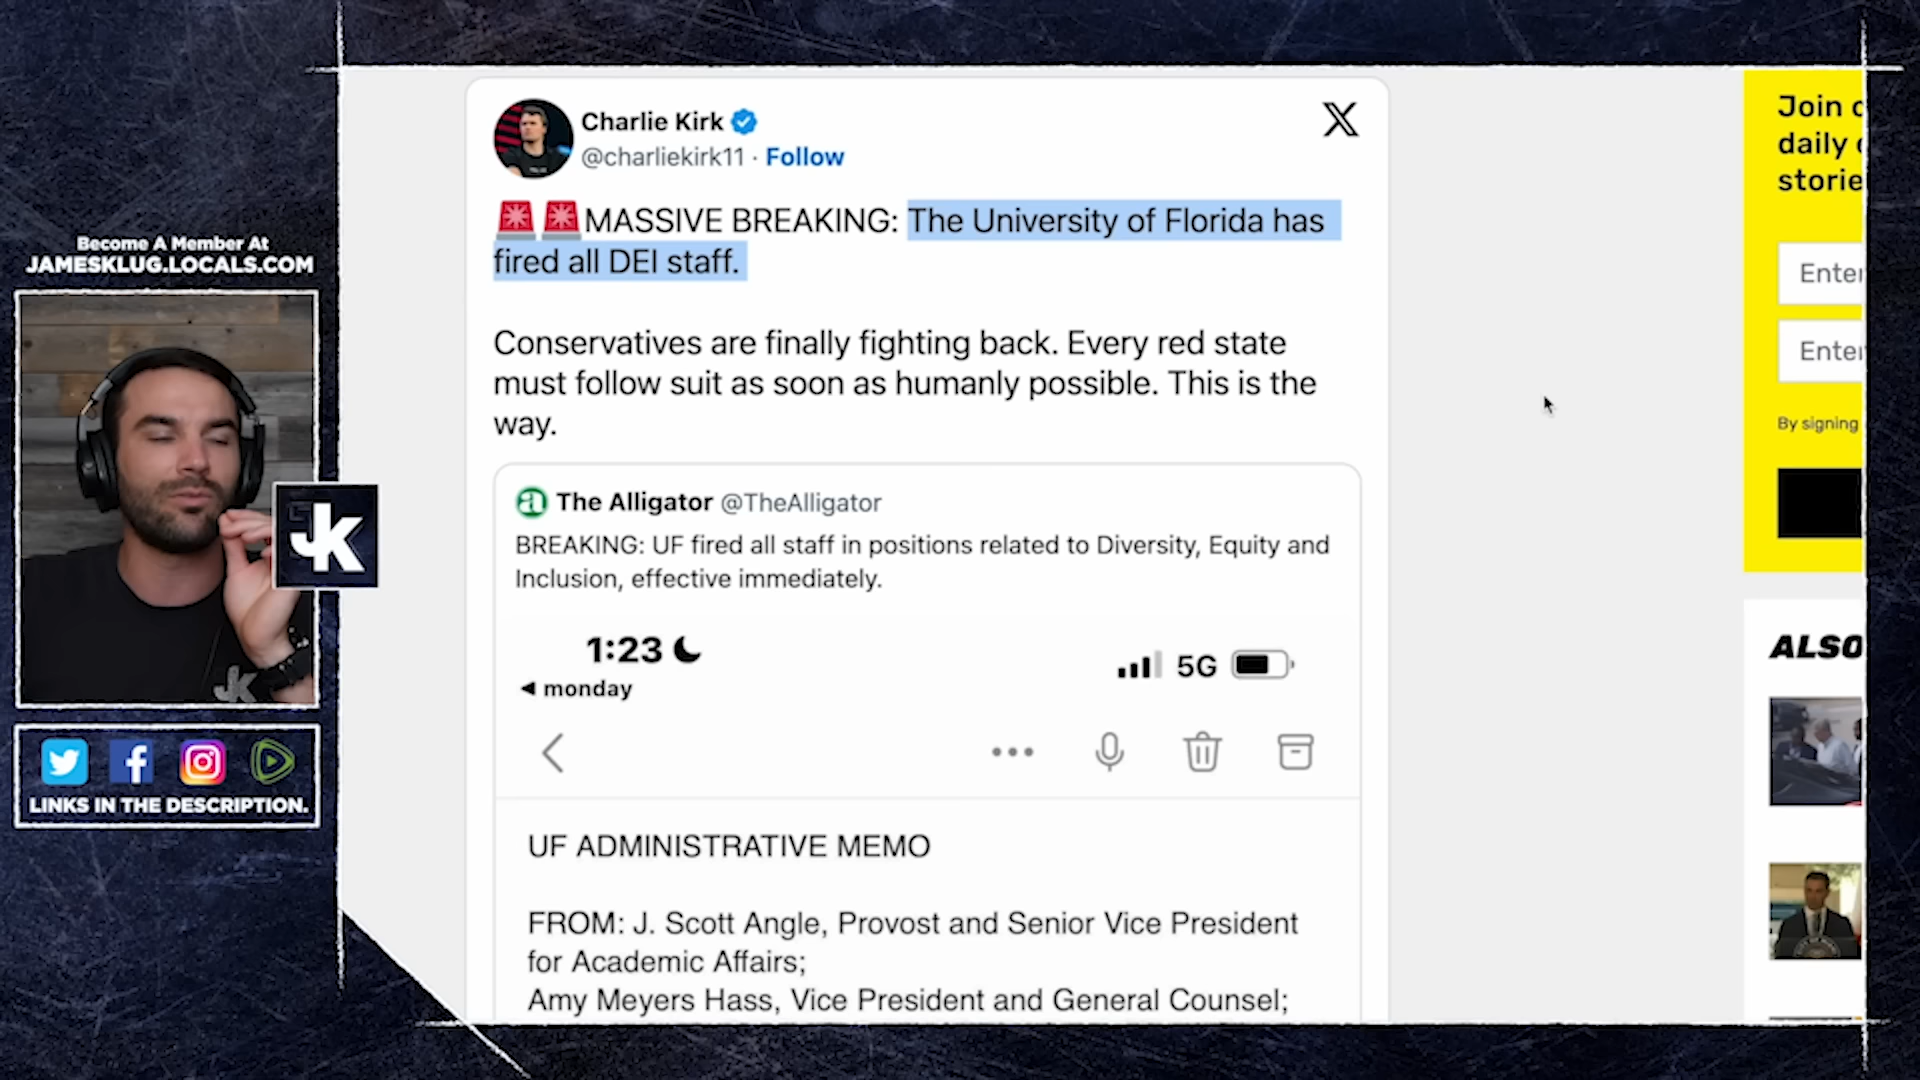 Become A Member At
JAMESKLUG.LOCALS.COM
JK
JK
LINKS IN THE DESCRIPTION.
Charlie Kirk
@charliekirk11 · Follow
MASSIVE BREAKING: The University of Florida has
fired all DEI staff.
Conservatives are finally fighting back. Every red state
must follow suit as soon as humanly possible. This is the
way.
The Alligator @TheAlligator
BREAKING: UF fired all staff in positions related to Diversity, Equity and
Inclusion, effective immediately.
1:23
5G
◄ monday
UF ADMINISTRATIVE MEMO
FROM: J. Scott Angle, Provost and Senior Vice President
for Academic Affairs;
Amy Meyers Hass, Vice President and General Counsel;
Join
daily
storie
Enter
Enter
By signing
ALSO